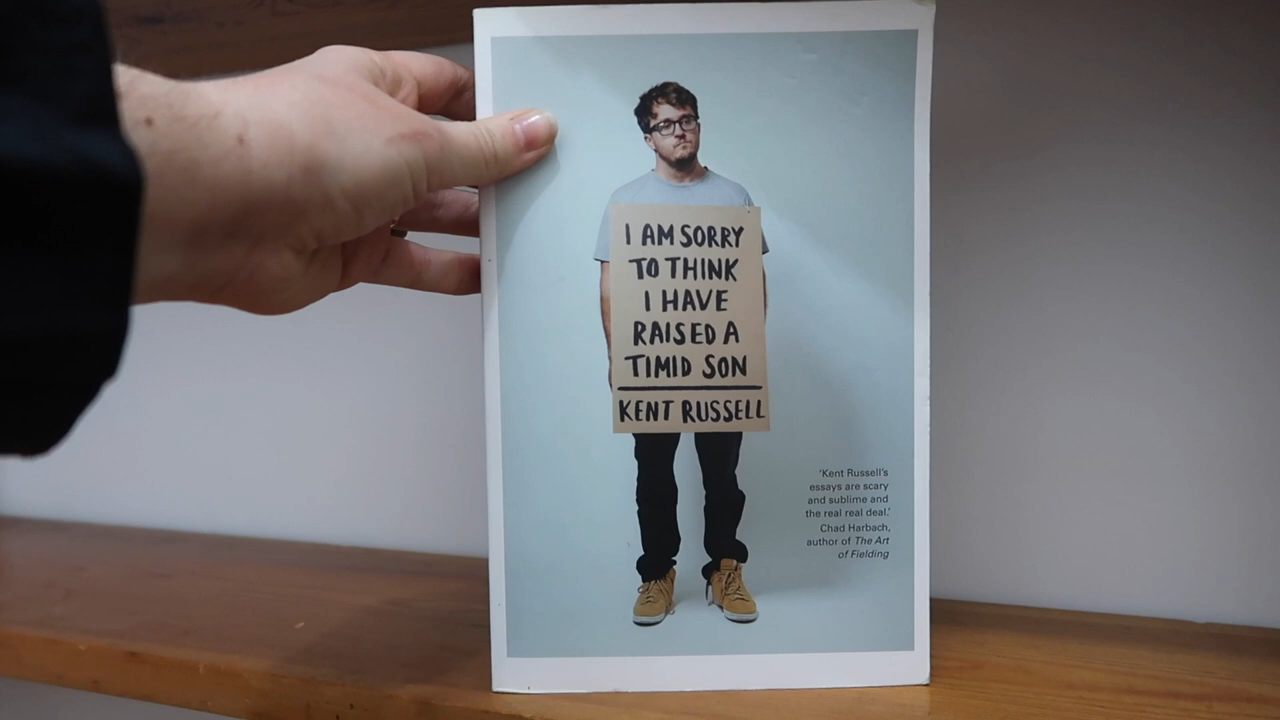 I AM SORRY
TO THINK
I HAVE
RAISED A
TIMID SON
KENT RUSSELL
'Kent Russell's
essays are scary
and sublime and
the real real deal.'
Chad Harbach,
author of The Art
of Fielding